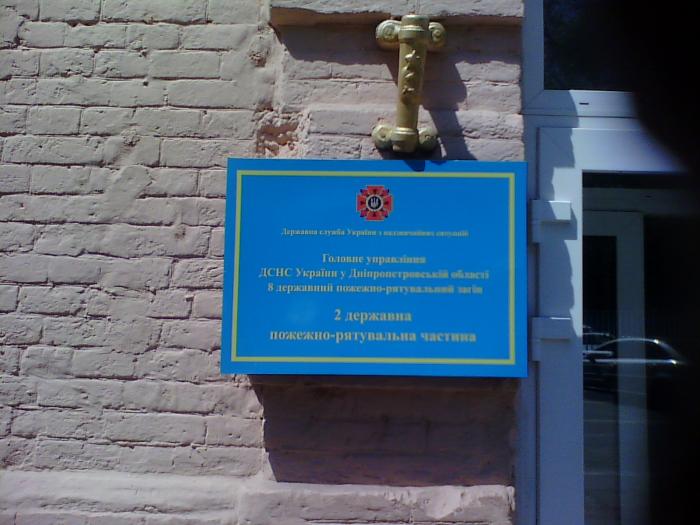 Державна служба України з надзвичайних ситуацій
Головне управління
ДСНС України у Дніпропетровській області
8 державний пожежно-рятувальний загін
2 державна
пожежно-рятувальна частина